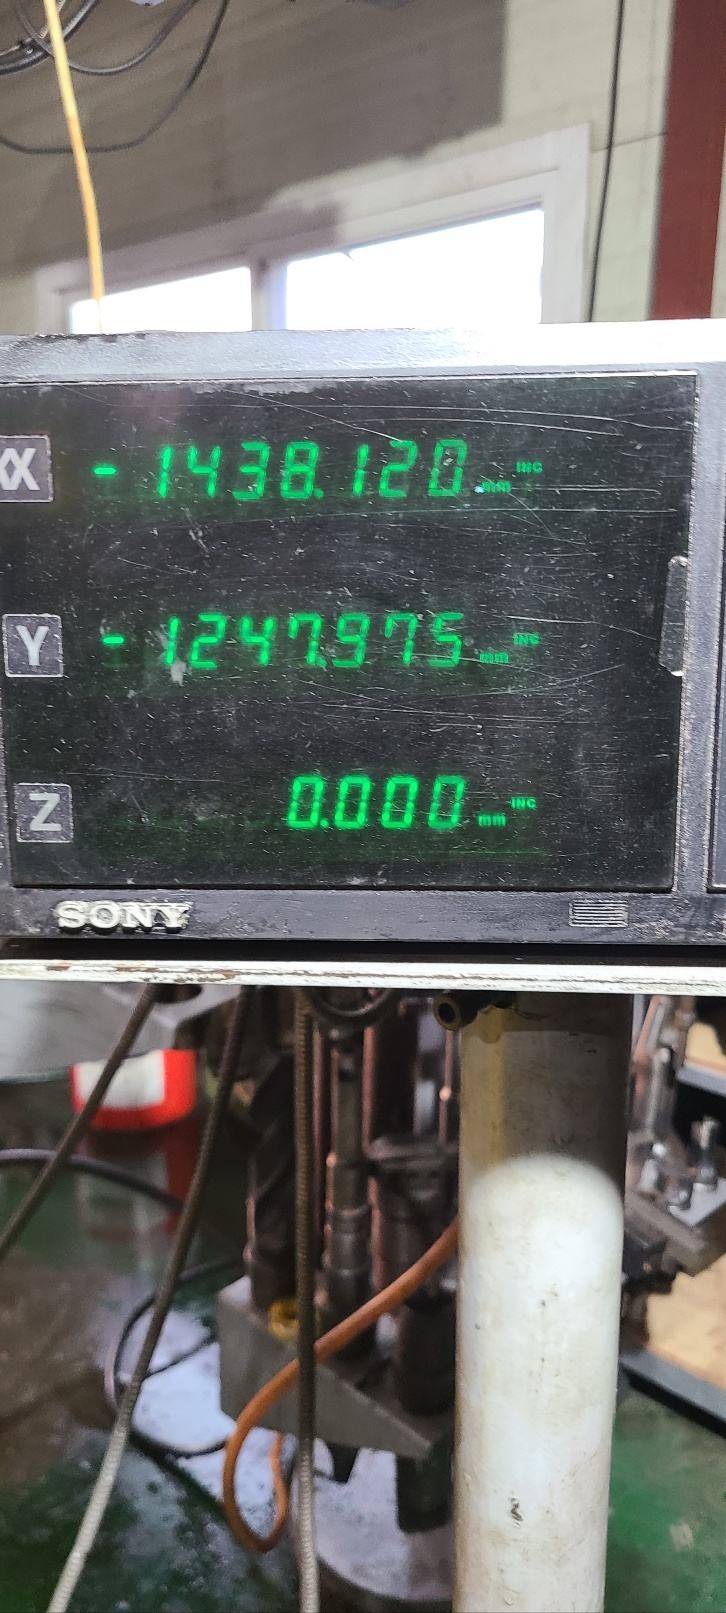 X -1438.120 mm INC
Y -1247.975 mm INC
Z 0.000 mm INC
SONY